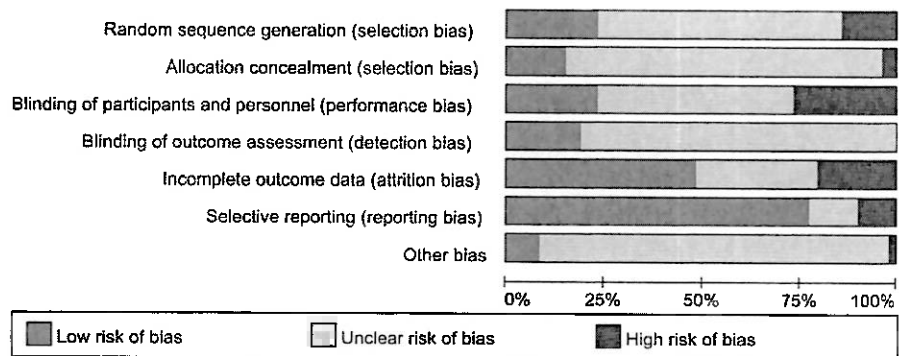 Random sequence generation (selection bias)
Allocation concealment (selection bias)
Blinding of participants and personnel (performance bias)
Blinding of outcome assessment (detection bias)
Incomplete outcome data (attrition bias)
Selective reporting (reporting bias)
Other bias
0% 25% 50% 75% 100%
Low risk of bias Unclear risk of bias High risk of bias